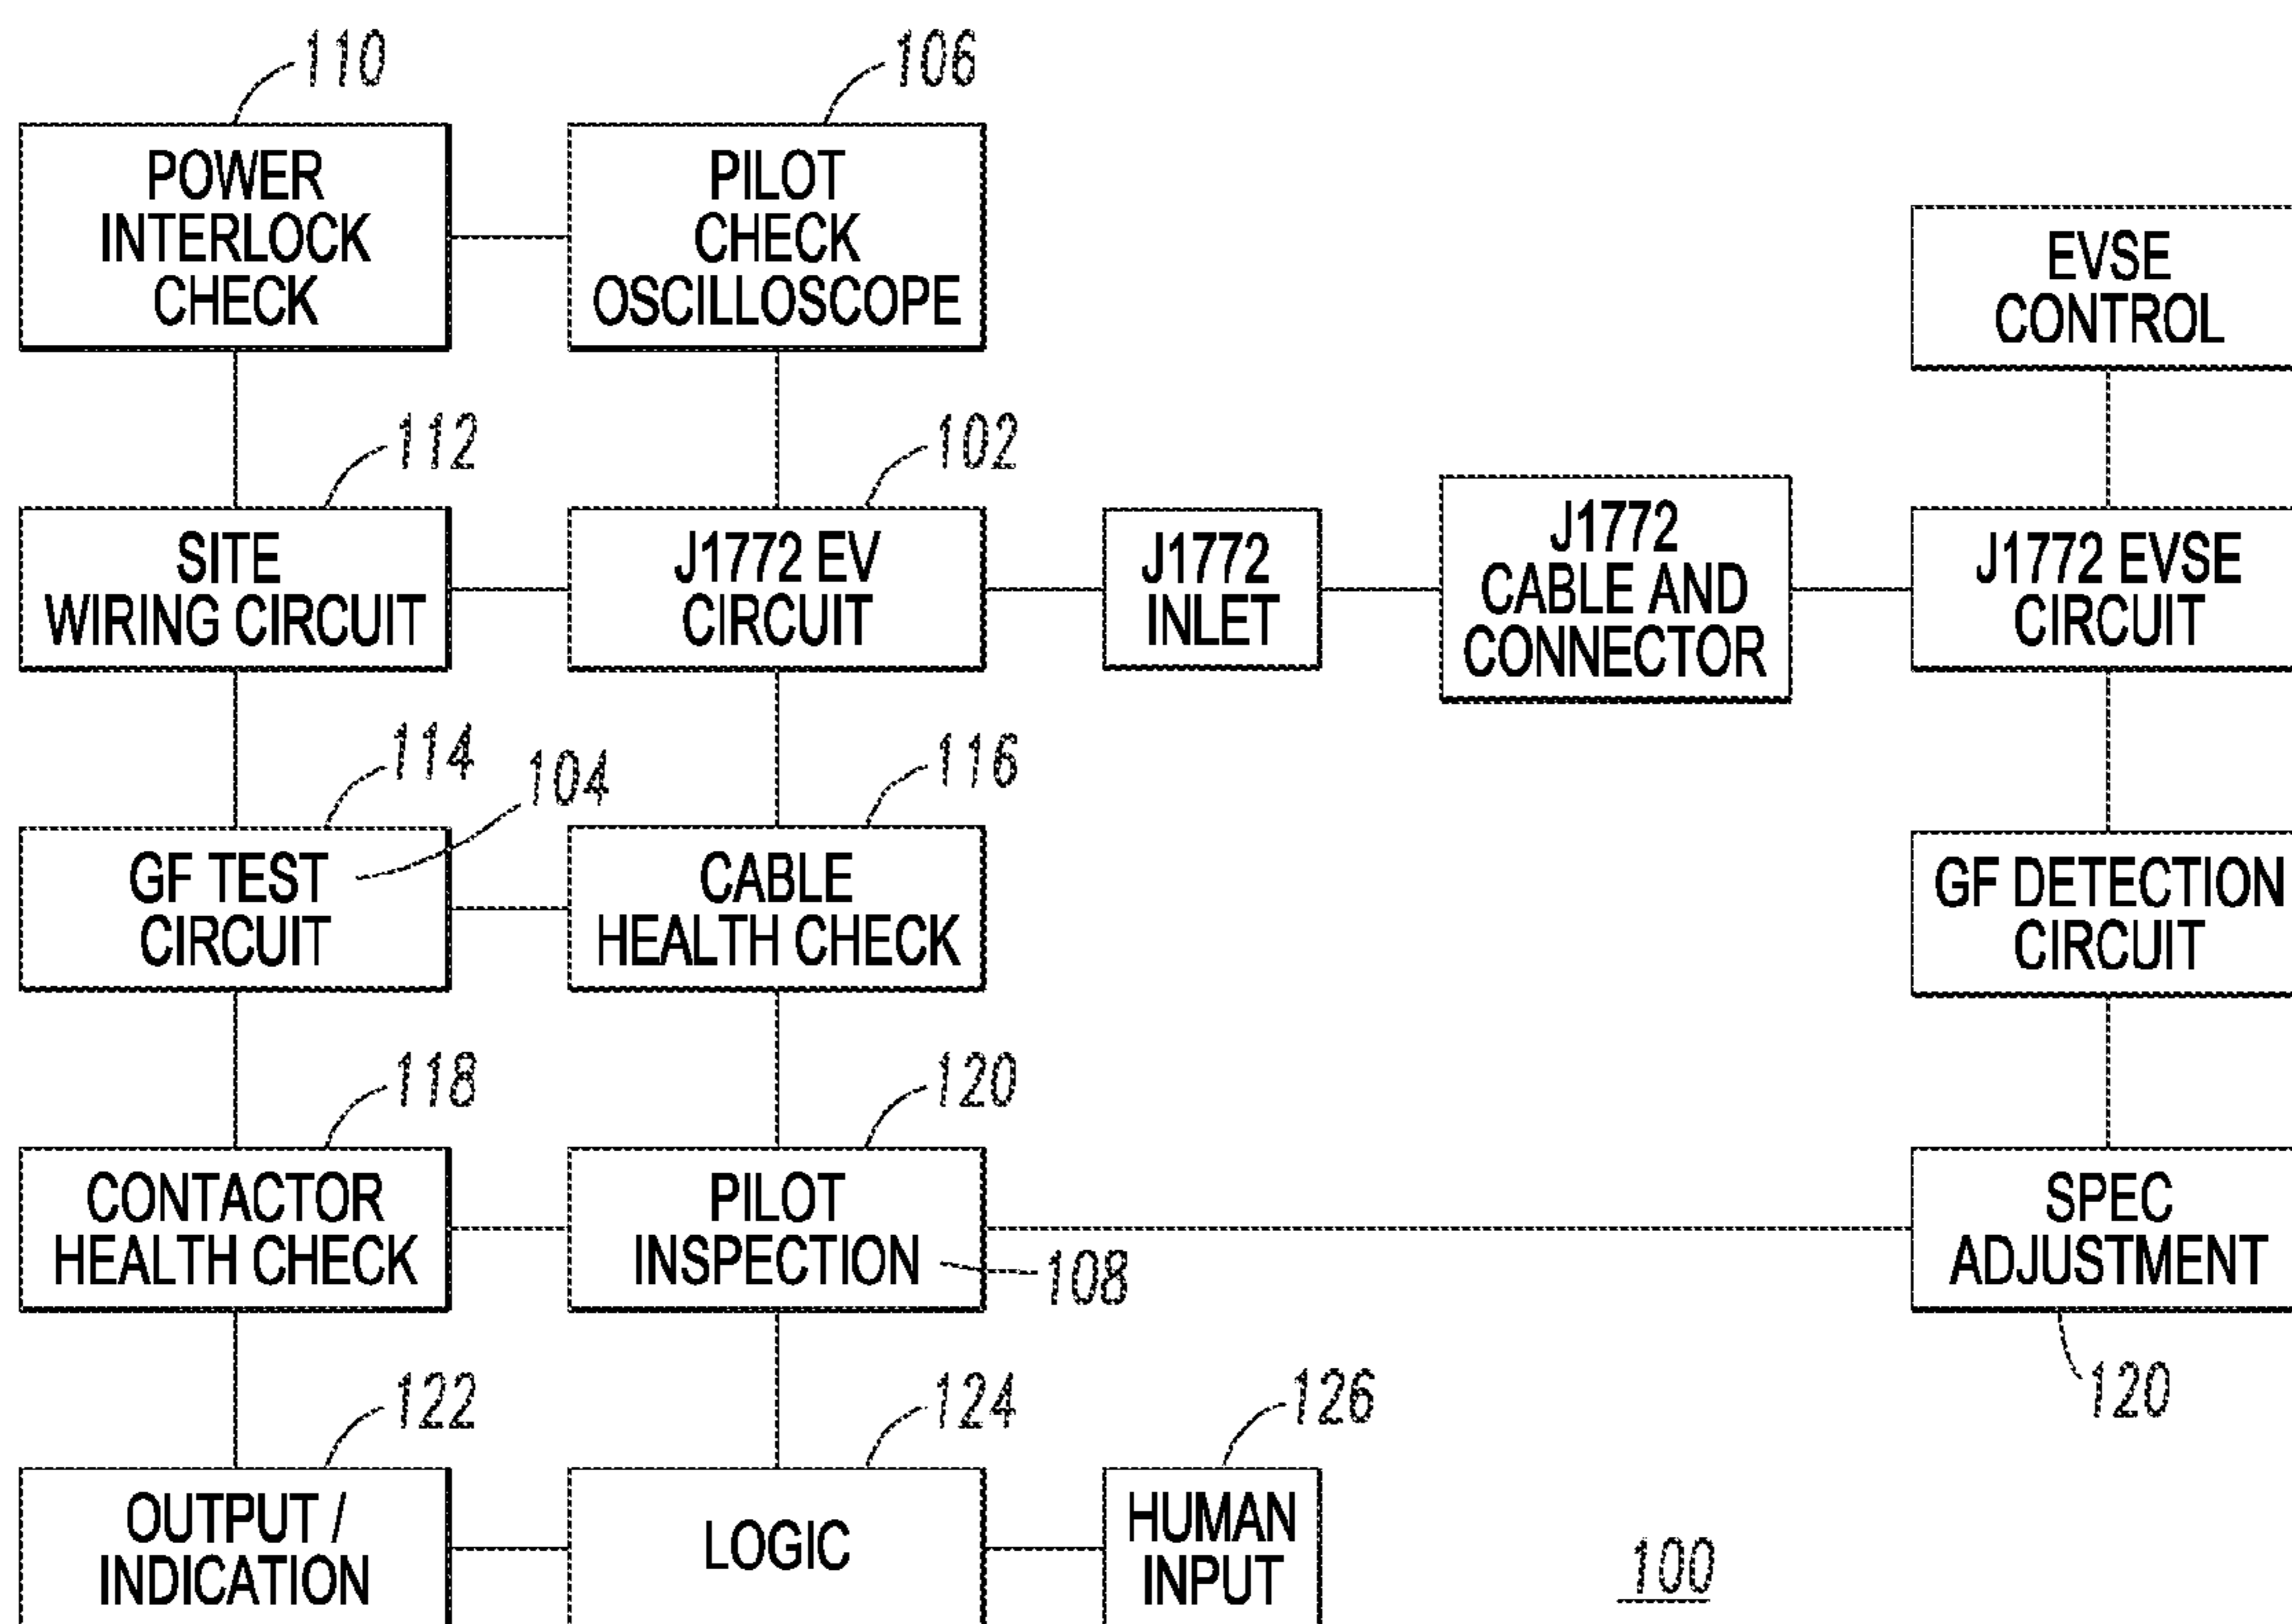 110
106
POWER
INTERLOCK
CHECK
PILOT
CHECK
OSCILLOSCOPE
EVSE
CONTROL
112
102
SITE
WIRING CIRCUIT
J1772 EV
CIRCUIT
J1772
INLET
J1772
CABLE AND
CONNECTOR
J1772 EVSE
CIRCUIT
114
104
116
GF TEST
CIRCUIT
CABLE
HEALTH CHECK
GF DETECTION
CIRCUIT
118
120
CONTACTOR
HEALTH CHECK
PILOT
INSPECTION
108
SPEC
ADJUSTMENT
120
122
124
126
OUTPUT /
INDICATION
LOGIC
HUMAN
INPUT
100